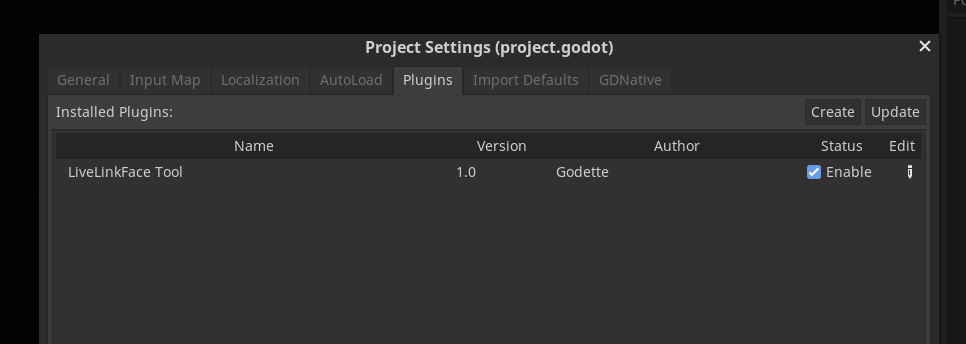 Project Settings (project.godot)
General Input Map Localization AutoLoad Plugins Import Defaults GDNative
Installed Plugins: Create Update
Name Version Author Status Edit
LiveLinkFace Tool 1.0 Godette Enable